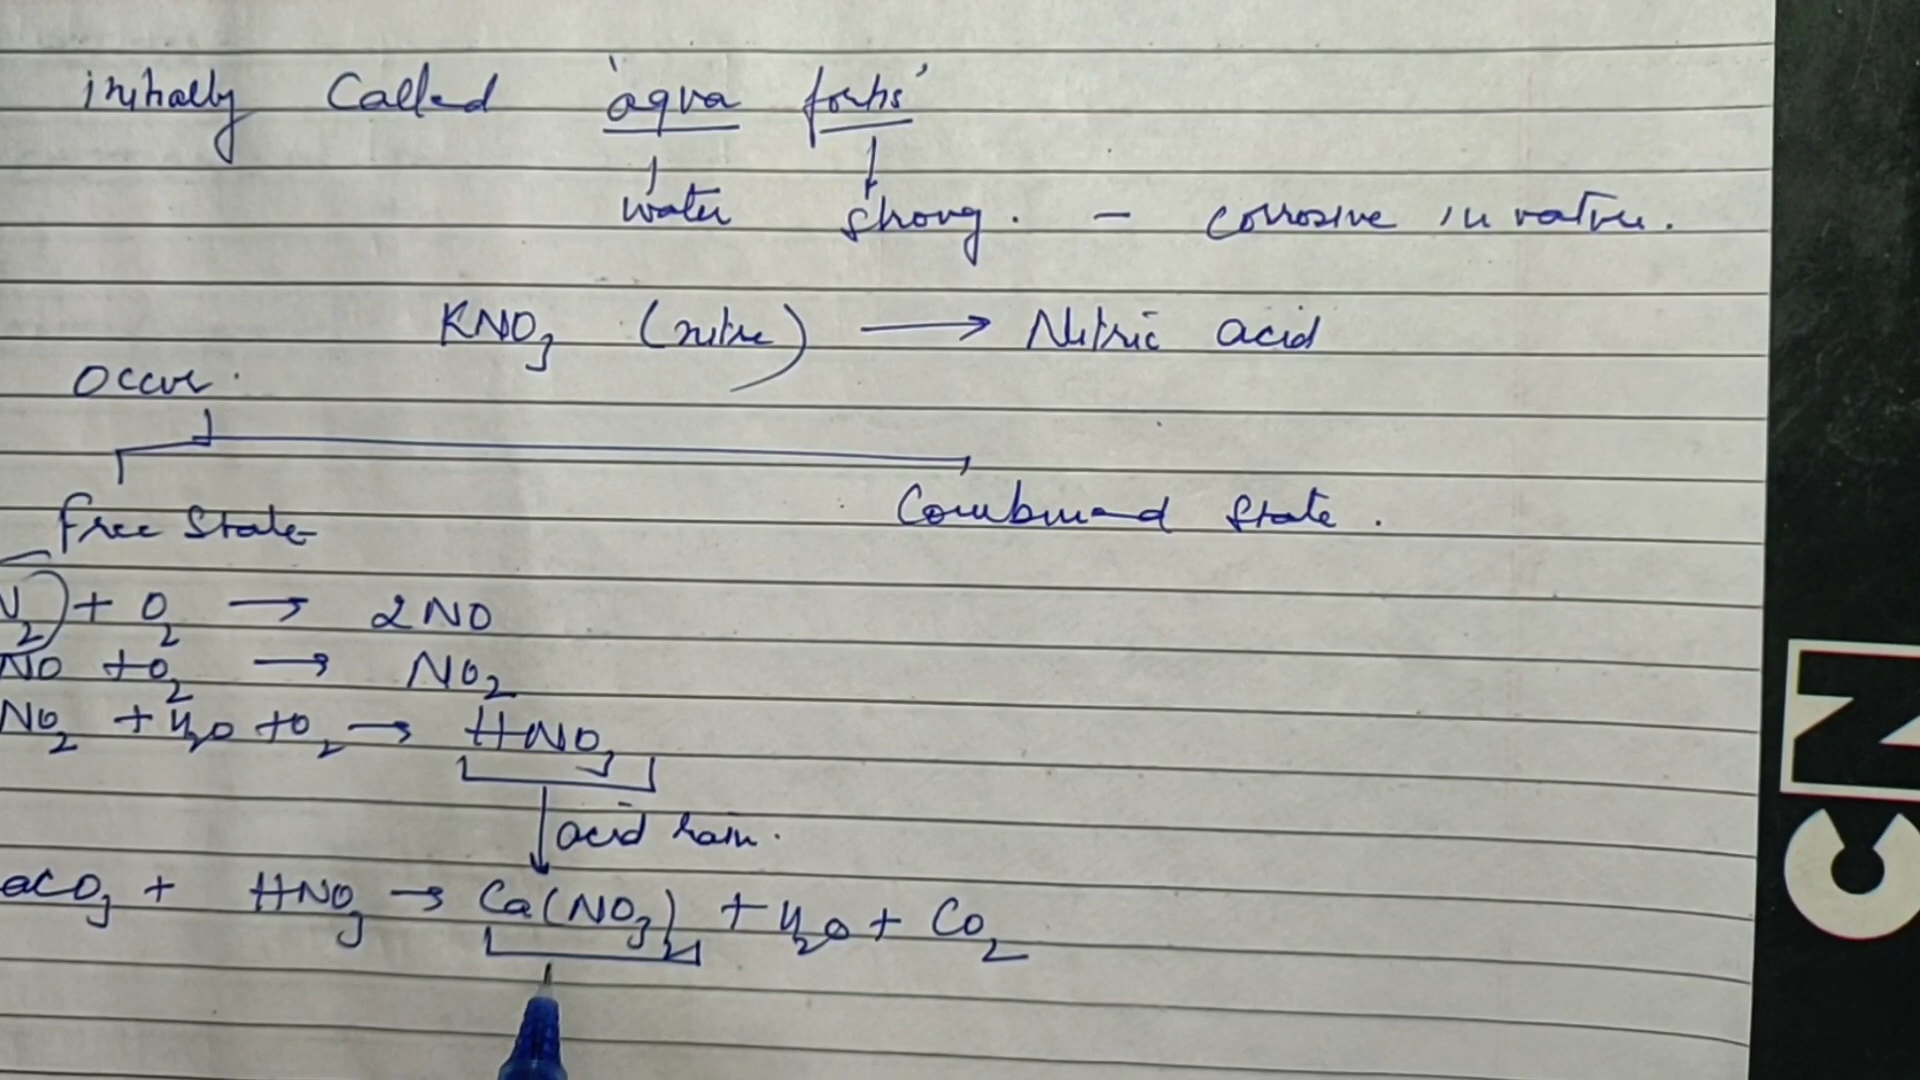 initially Called 'aqua fortis'
water strong. - corrosive in nature.
KNO3 (nitre) → Nitric acid
Occur.
free State Combined State.
N2 + O2 → 2NO
NO + O2 → NO2
NO2 + H2O + O2 → HNO3
acid rain.
aCO3 + HNO3 → Ca(NO3)2 + H2O + CO2
CN